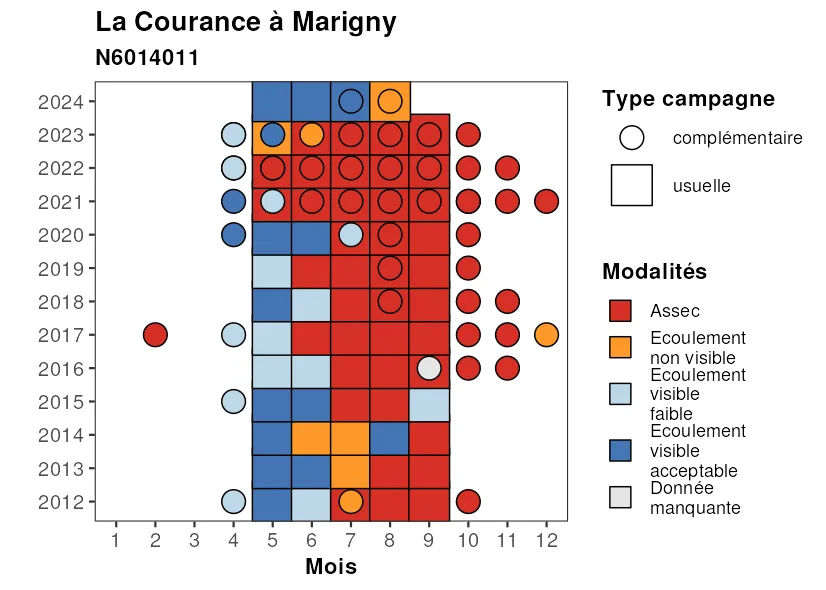 La Courance à Marigny
N6014011
2024
2023
2022
2021
2020
2019
2018
2017
2016
2015
2014
2013
2012
1 2 3 4 5 6 7 8 9 10 11 12
Mois
Type campagne
complémentaire
usuelle
Modalités
Assec
Ecoulement
non visible
Ecoulement
visible
faible
Ecoulement
visible
acceptable
Donnée
manquante